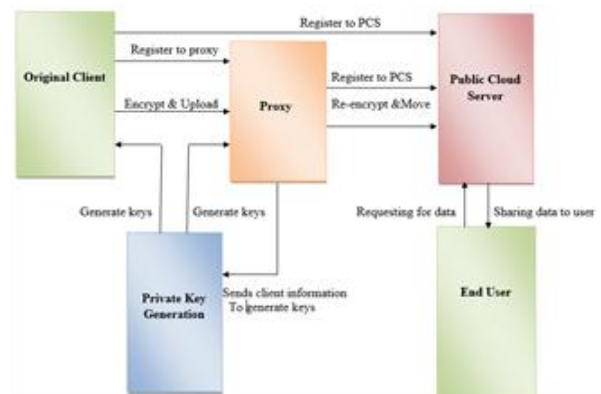 Register to PCS
Register to proxy
Original Client
Register to PCS
Public Cloud
Server
Encrypt & Upload
Proxy
Re-encrypt &Move
Generate keys
Generate keys
Requesting for data
Sharing data to user
Private Key
Generation
Sends client information
To generate keys
End User